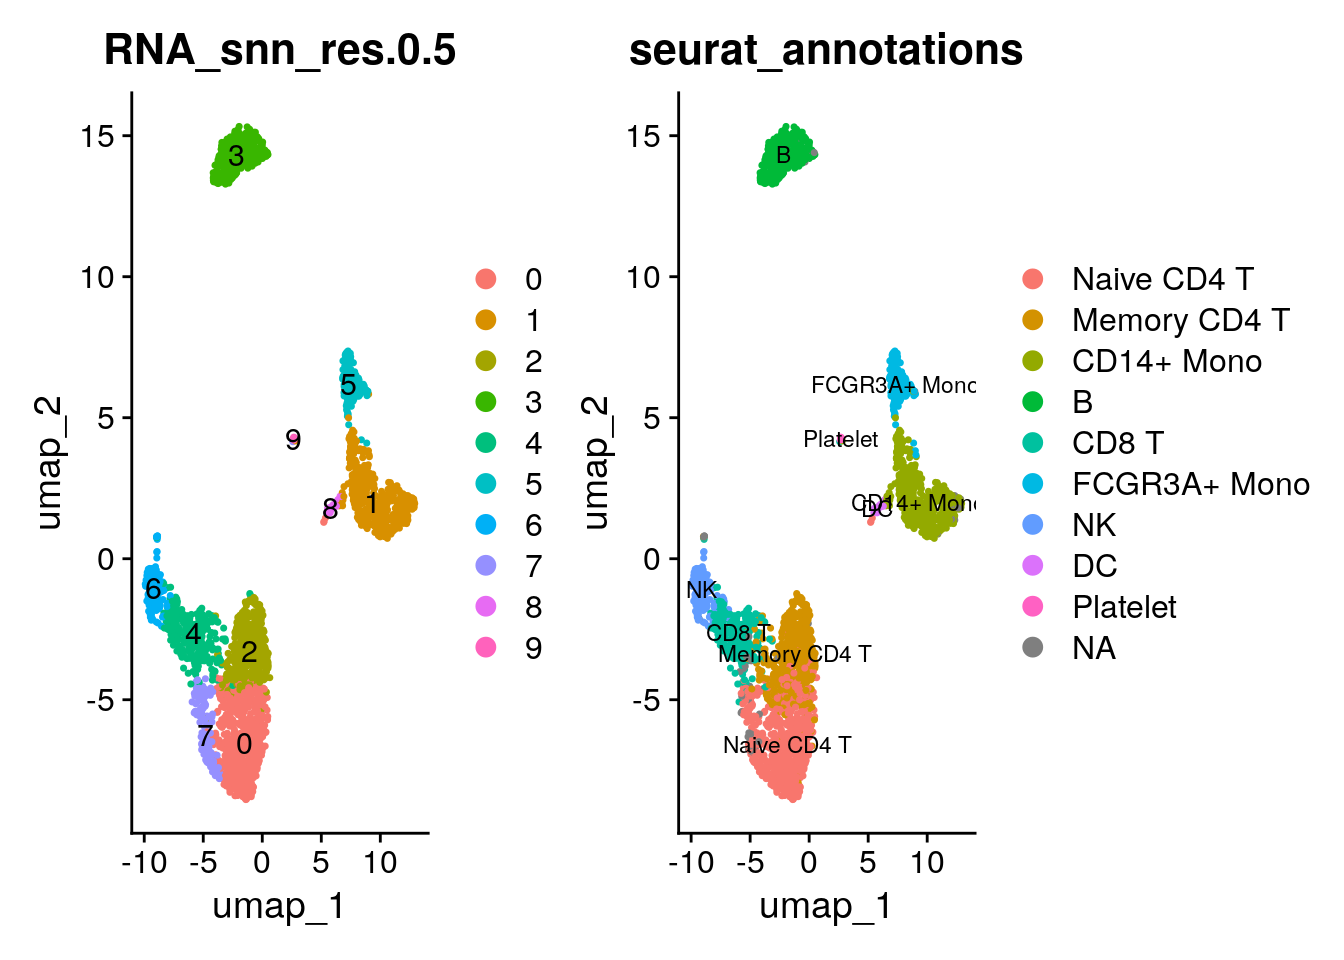 RNA_snn_res.0.5
15
10
5
0
-5
umap_2
-10 -5 0 5 10
umap_1
3
5
9
1
8
6
4
2
7
0
0
1
2
3
4
5
6
7
8
9
seurat_annotations
15
10
5
0
-5
umap_2
-10 -5 0 5 10
umap_1
B
FCGR3A+ Mono
Platelet
CD14+ Mono
DC
NK
CD8 T
Memory CD4 T
Naive CD4 T
Naive CD4 T
Memory CD4 T
CD14+ Mono
B
CD8 T
FCGR3A+ Mono
NK
DC
Platelet
NA